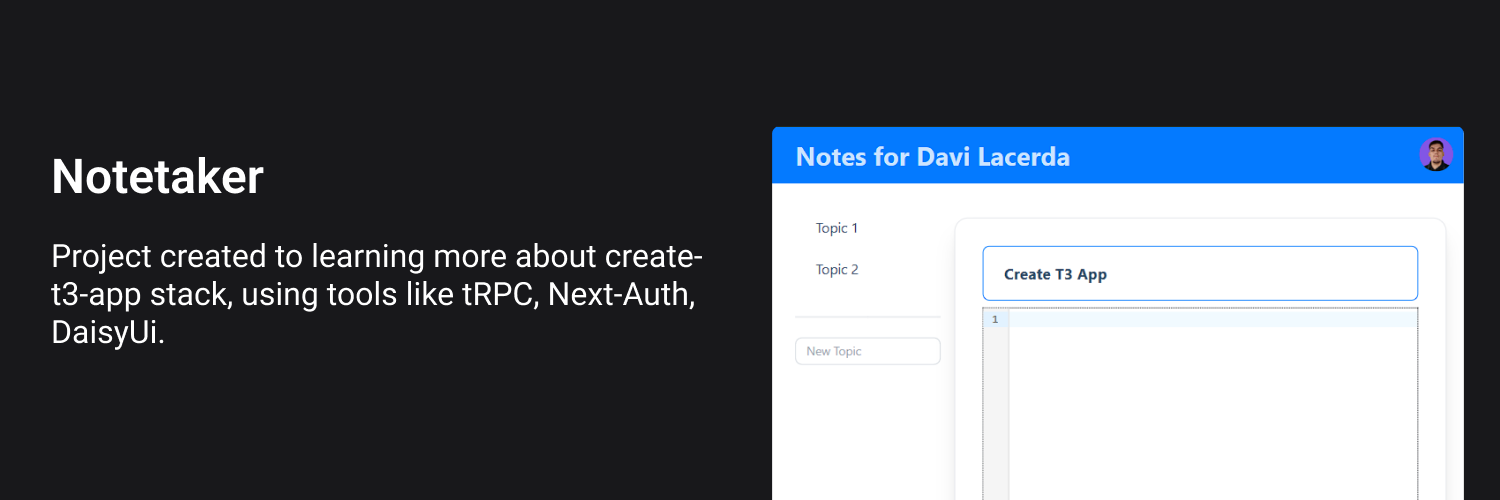 Notetaker
Project created to learning more about create-
t3-app stack, using tools like tRPC, Next-Auth,
DaisyUi.
Notes for Davi Lacerda
Topic 1
Topic 2
New Topic
Create T3 App
1